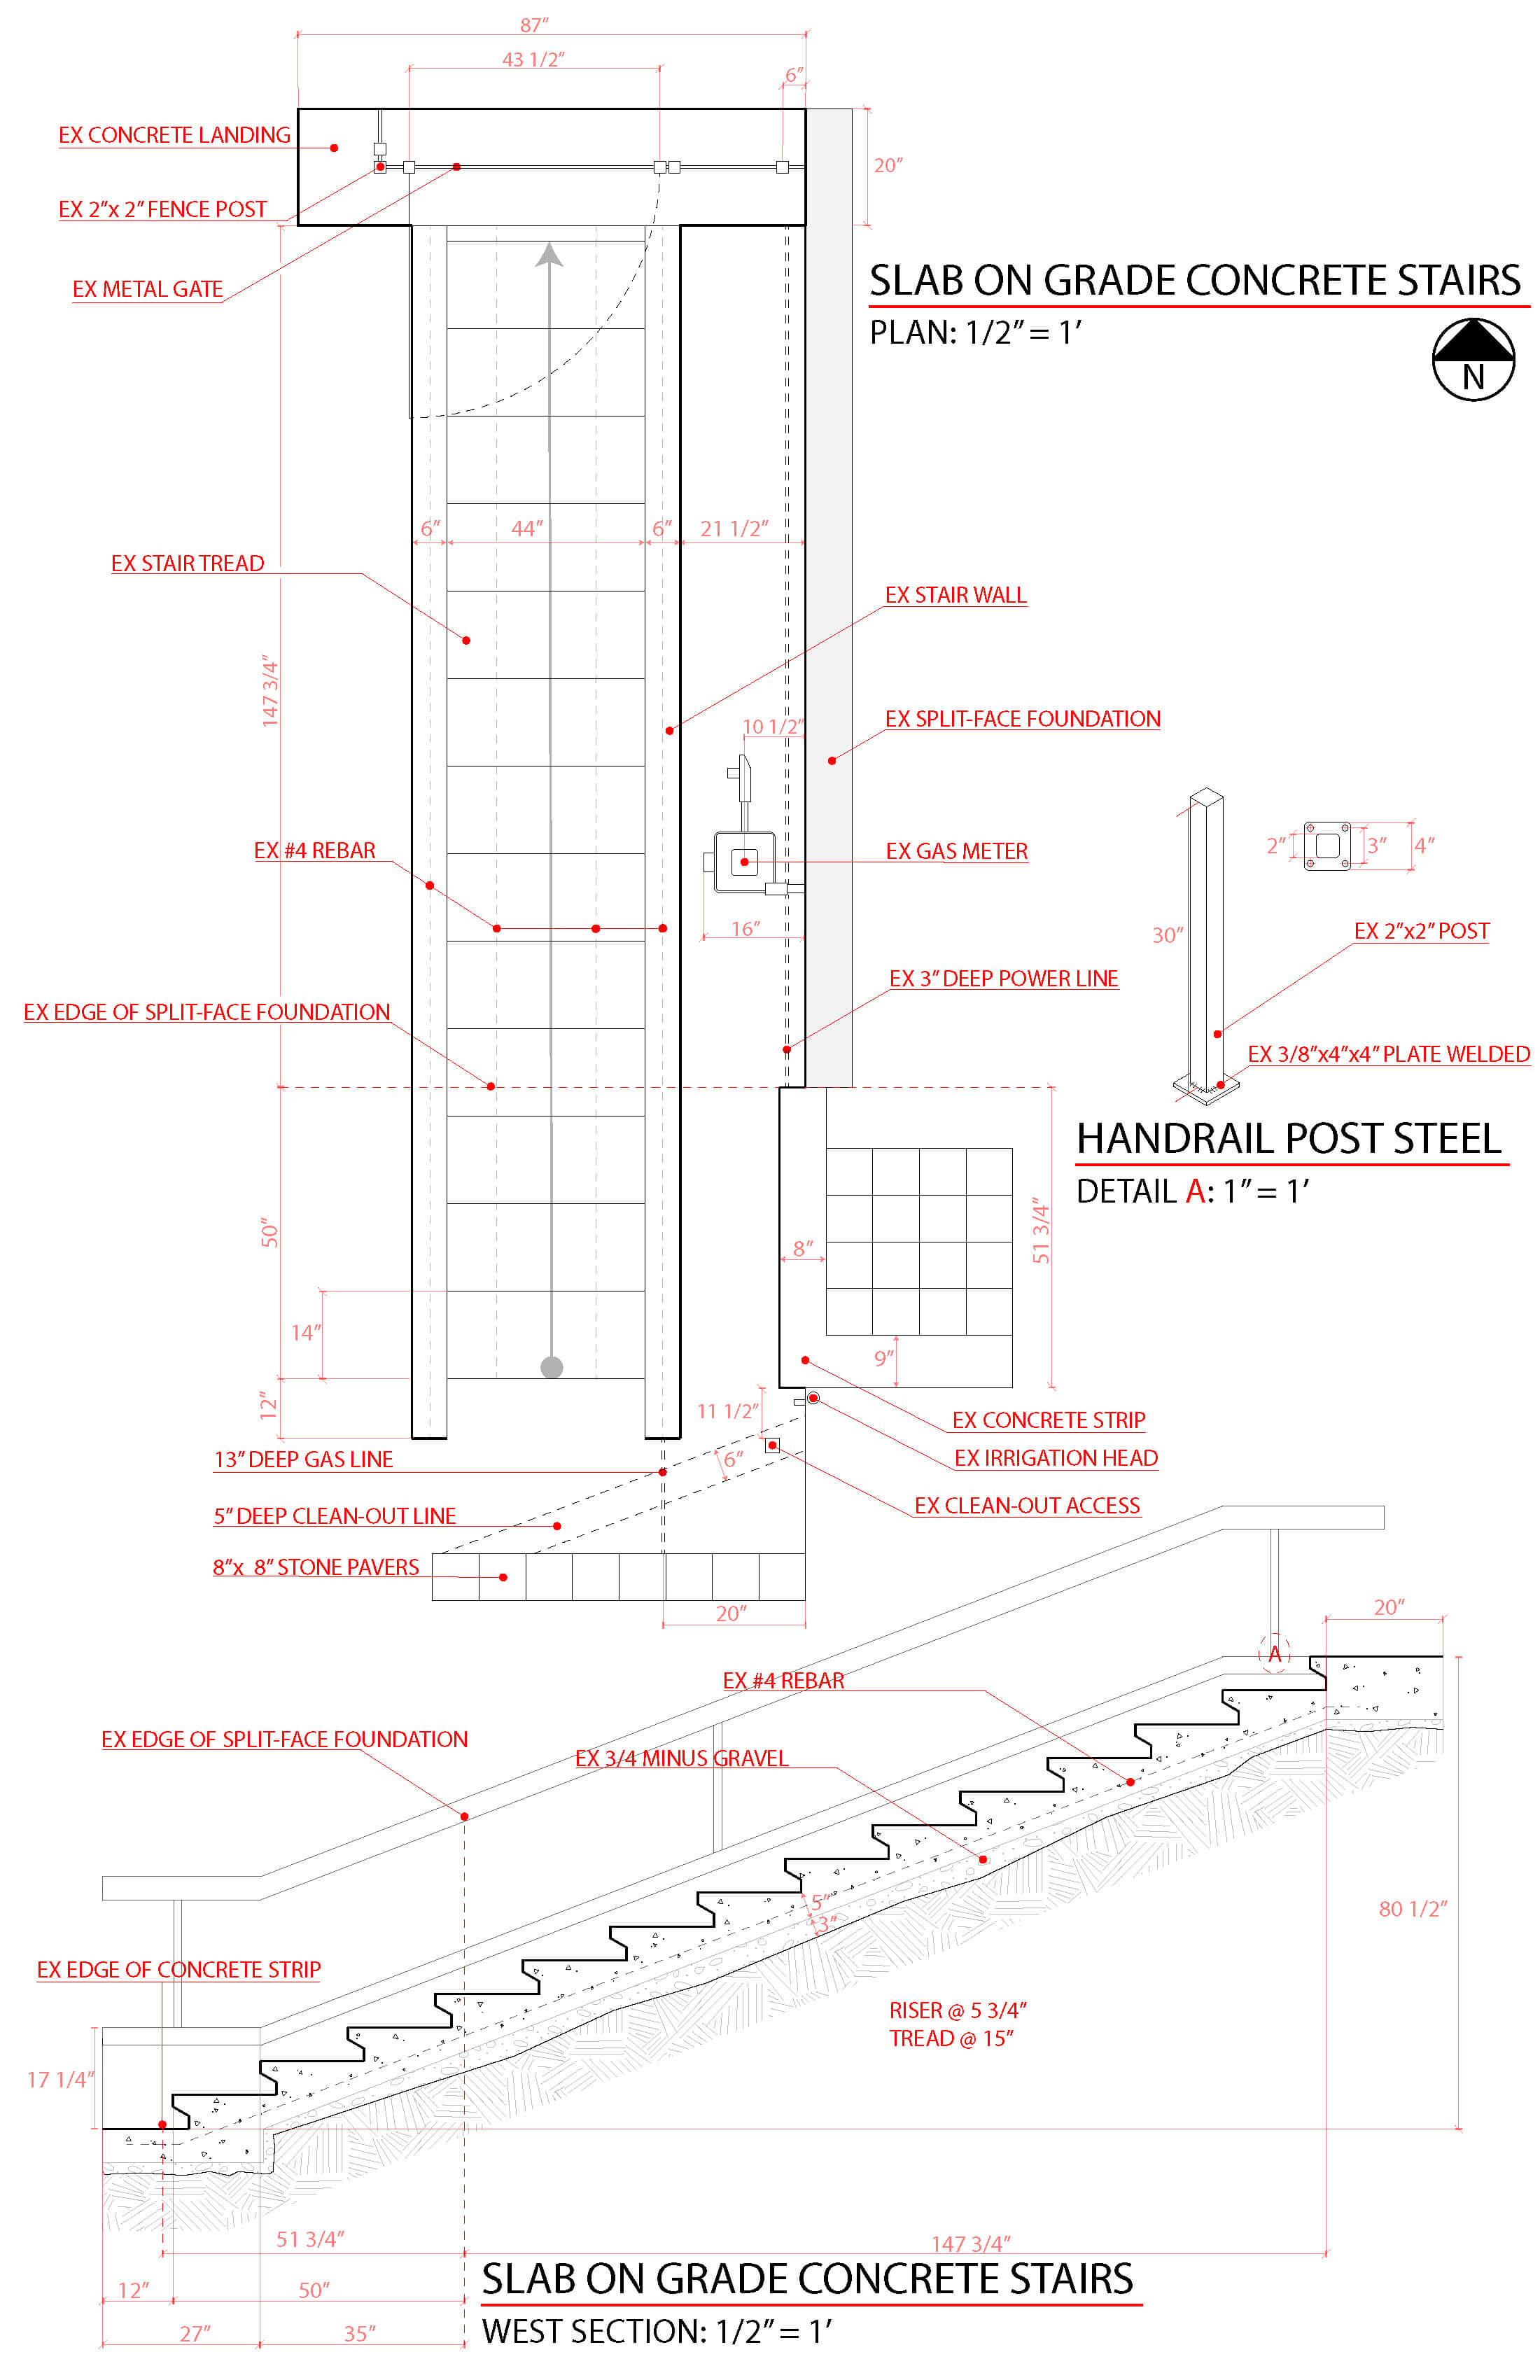 87”
43 1/2”
6”
EX CONCRETE LANDING
20”
EX 2”x 2” FENCE POST
EX METAL GATE
SLAB ON GRADE CONCRETE STAIRS
PLAN: 1/2” = 1’
N
6”
44”
6”
21 1/2”
EX STAIR TREAD
EX STAIR WALL
147 3/4”
10 1/2”
EX SPLIT-FACE FOUNDATION
EX #4 REBAR
EX GAS METER
2”
3”
4”
16”
30”
EX 2”x2” POST
EX 3” DEEP POWER LINE
EX EDGE OF SPLIT-FACE FOUNDATION
EX 3/8”x4”x4” PLATE WELDED
HANDRAIL POST STEEL
DETAIL A: 1” = 1’
50”
8”
51 3/4”
14”
9”
12”
11 1/2”
EX CONCRETE STRIP
13” DEEP GAS LINE
6”
EX IRRIGATION HEAD
5” DEEP CLEAN-OUT LINE
EX CLEAN-OUT ACCESS
8”x 8” STONE PAVERS
20”
20”
A
EX #4 REBAR
EX EDGE OF SPLIT-FACE FOUNDATION
EX 3/4 MINUS GRAVEL
5”
3”
80 1/2”
EX EDGE OF CONCRETE STRIP
RISER @ 5 3/4”
TREAD @ 15”
17 1/4”
51 3/4”
147 3/4”
SLAB ON GRADE CONCRETE STAIRS
12”
50”
WEST SECTION: 1/2” = 1’
27”
35”